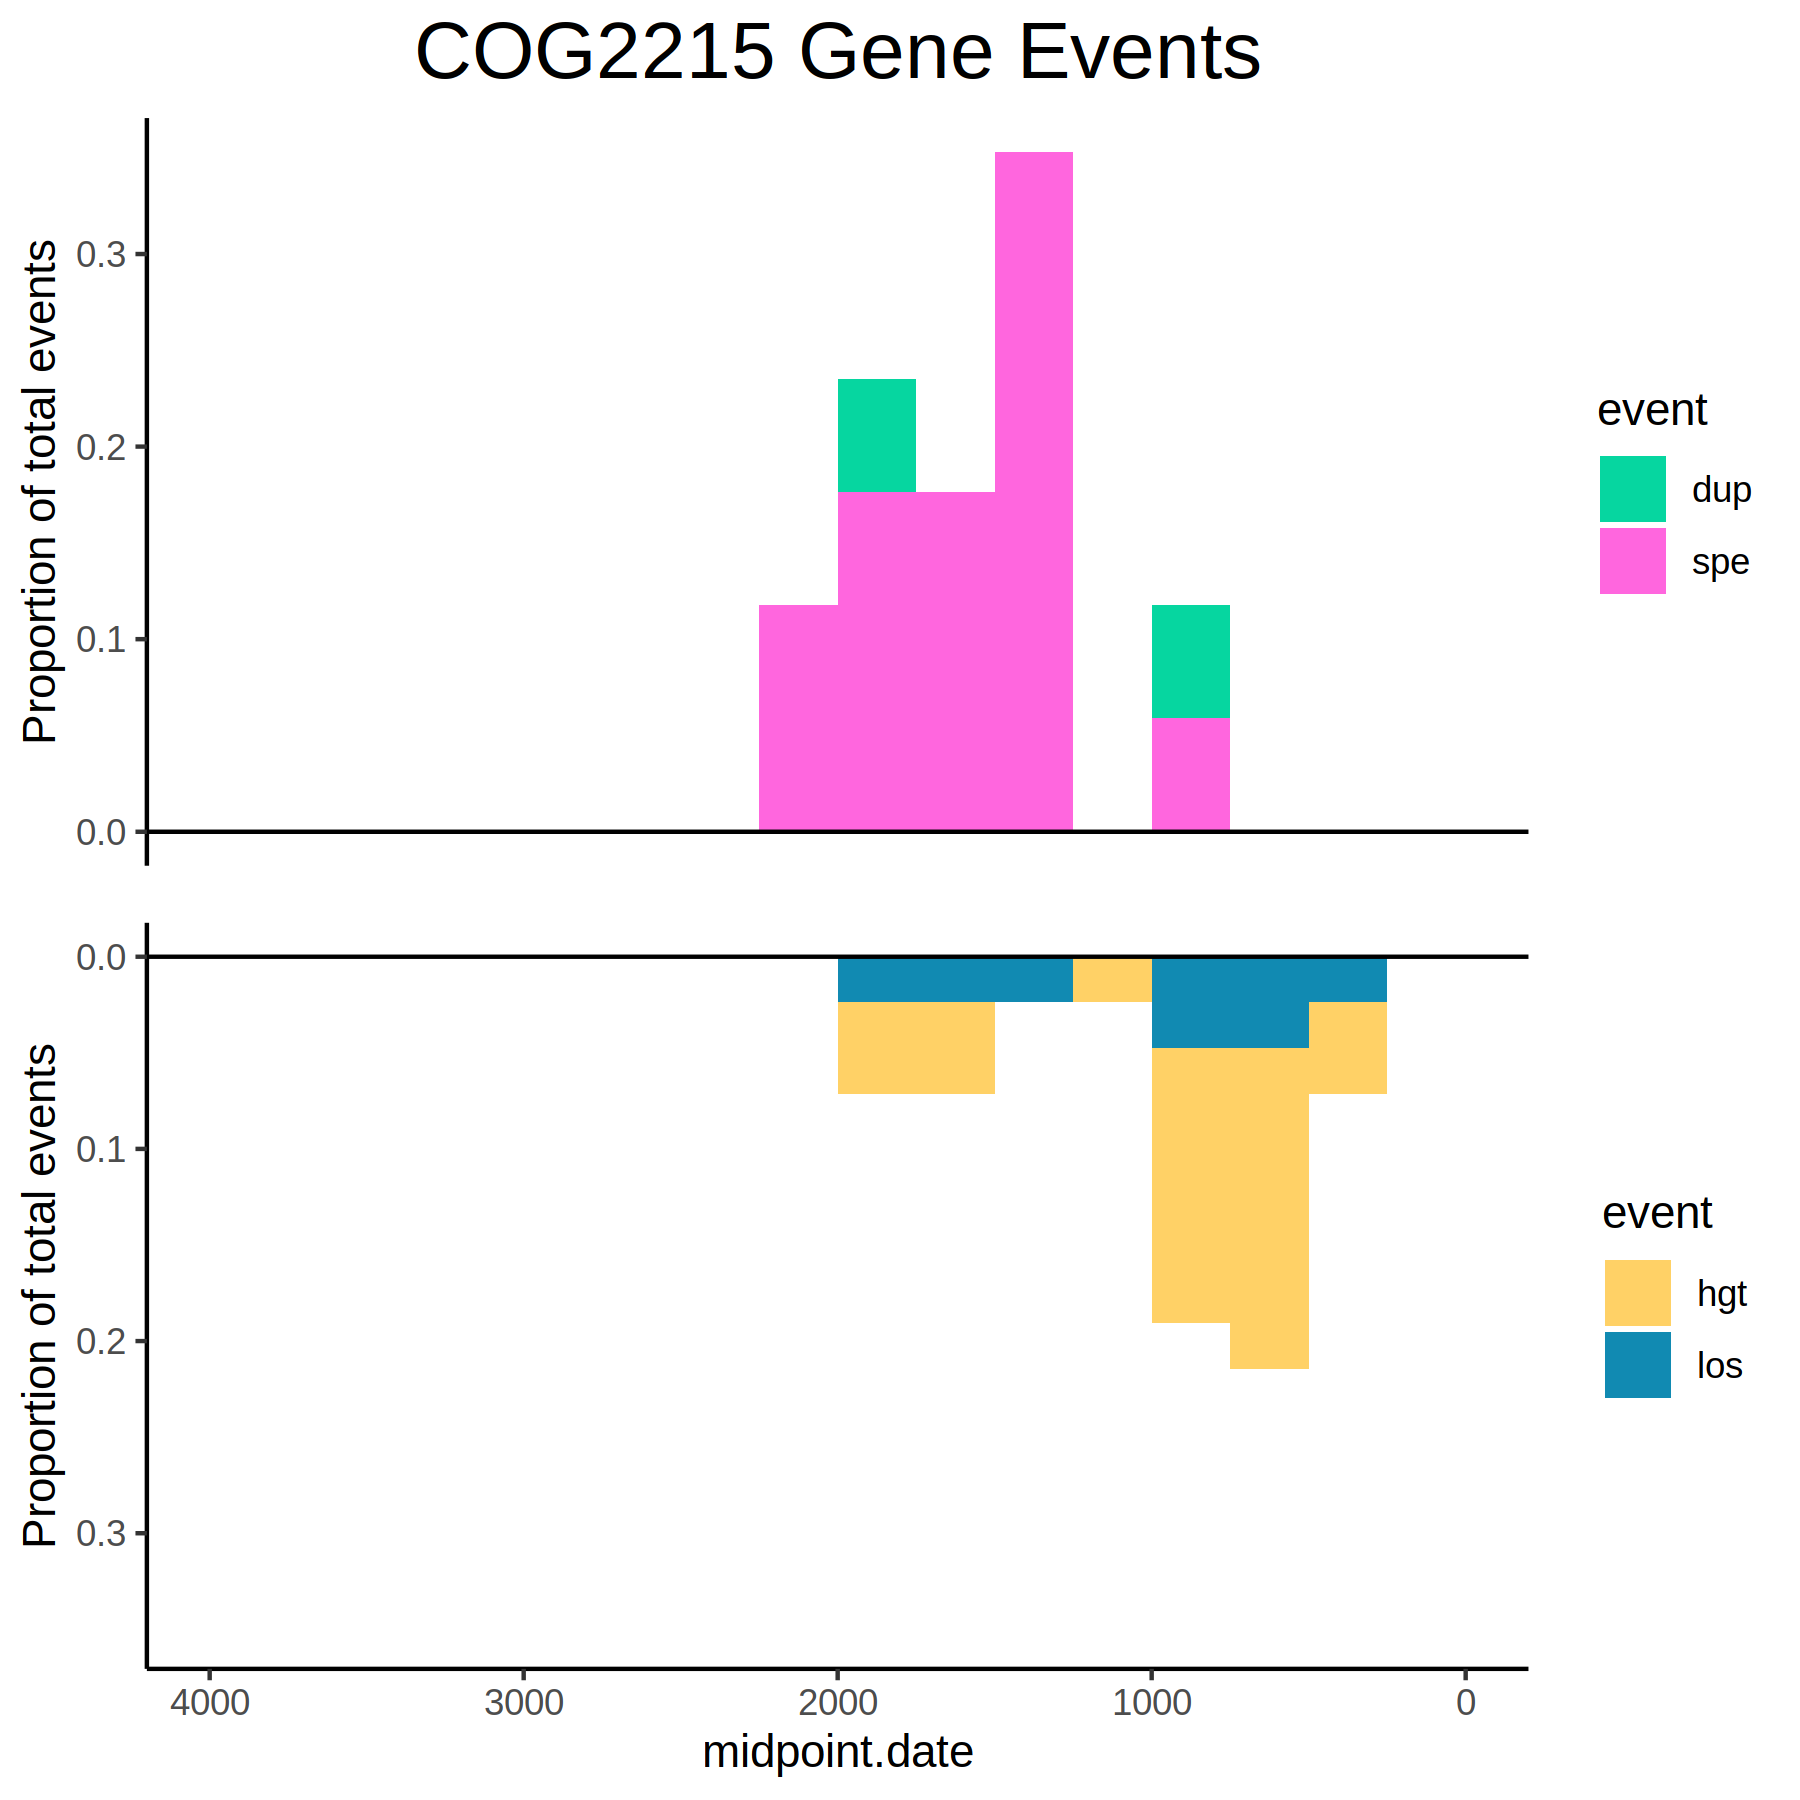 COG2215 Gene Events
Proportion of total events
0.3
0.2
0.1
0.0
event
dup
spe
Proportion of total events
0.0
0.1
0.2
0.3
event
hgt
los
4000 3000 2000 1000 0
midpoint.date